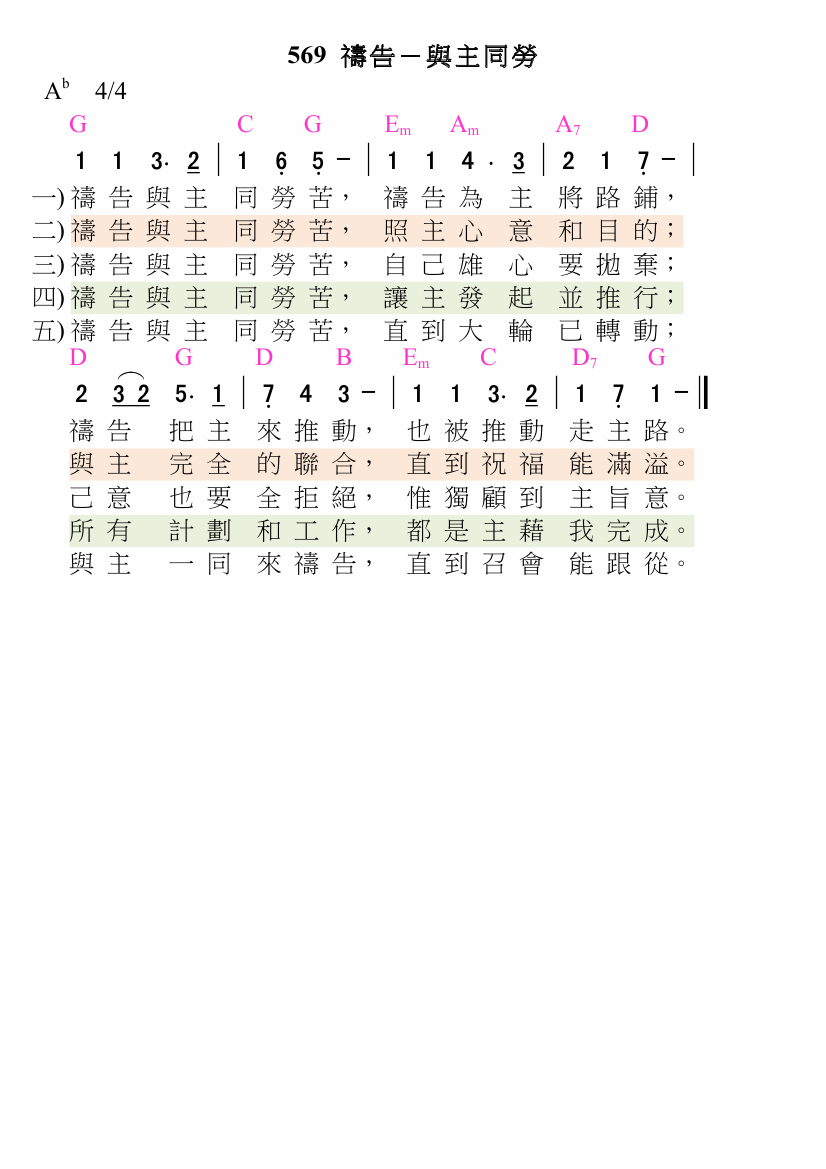 569 禱告－與主同勞
Ab 4/4
G C G Em Am A7 D
1 1 3. 2 | 1 6 5 － | 1 1 4 . 3 | 2 1 7 － |
一) 禱告與主 同勞苦， 禱告為主 將路鋪，
二) 禱告與主 同勞苦， 照主心意 和目的；
三) 禱告與主 同勞苦， 自己雄心 要拋棄；
四) 禱告與主 同勞苦， 讓主發起 並推行；
五) 禱告與主 同勞苦， 直到大輪 已轉動；
D G D B Em C D7 G
2 3 2 5. 1 | 7 4 3 － | 1 1 3. 2 | 1 7 1 － ‖
禱告 把主 來推動， 也被推動 走主路。
與主 完全 的聯合， 直到祝福 能滿溢。
己意 也要 全拒絕， 惟獨顧到 主旨意。
所有 計劃 和工作， 都是主藉 我完成。
與主 一同 來禱告， 直到召會 能跟從。